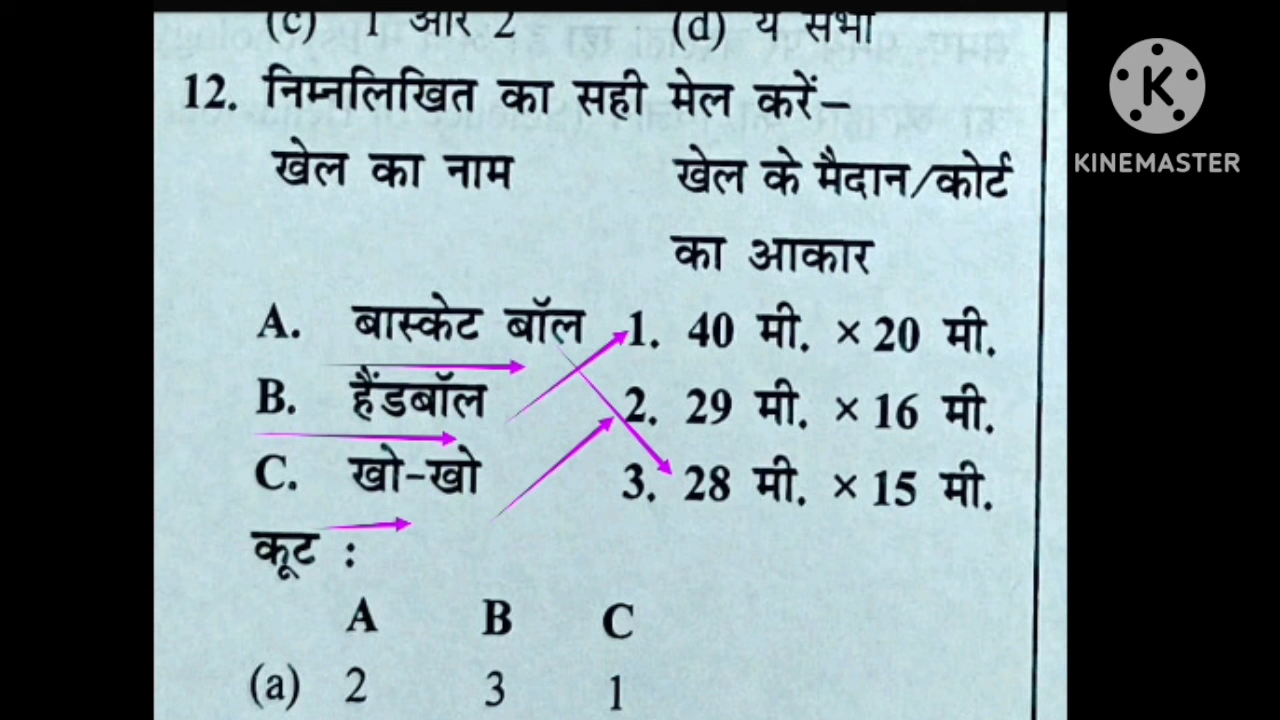 (c) 1 और 2 (d) ये सभी
12. निम्नलिखित का सही मेल करें–
खेल का नाम खेल के मैदान/कोर्ट
का आकार
A. बास्केट बॉल 1. 40 मी. × 20 मी.
B. हैंडबॉल 2. 29 मी. × 16 मी.
C. खो-खो 3. 28 मी. × 15 मी.
कूट :
A B C
(a) 2 3 1
K
KINEMASTER